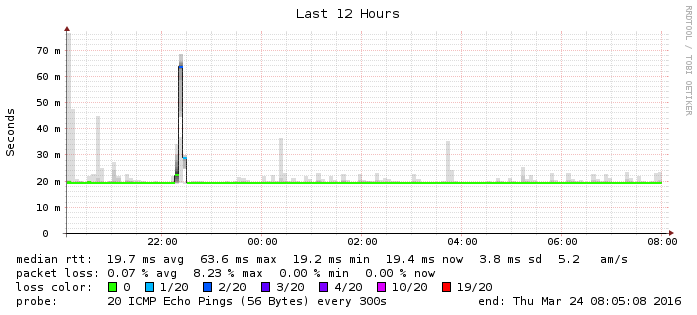 Last 12 Hours
RRDTOOL / TOBI OETIKER
Seconds
70 m
60 m
50 m
40 m
30 m
20 m
10 m
0
22:00 00:00 02:00 04:00 06:00 08:00
median rtt: 19.7 ms avg 63.6 ms max 19.2 ms min 19.4 ms now 3.8 ms sd 5.2 am/s
packet loss: 0.07 % avg 8.23 % max 0.00 % min 0.00 % now
loss color: 0 1/20 2/20 3/20 4/20 10/20 19/20
probe: 20 ICMP Echo Pings (56 Bytes) every 300s end: Thu Mar 24 08:05:08 2016